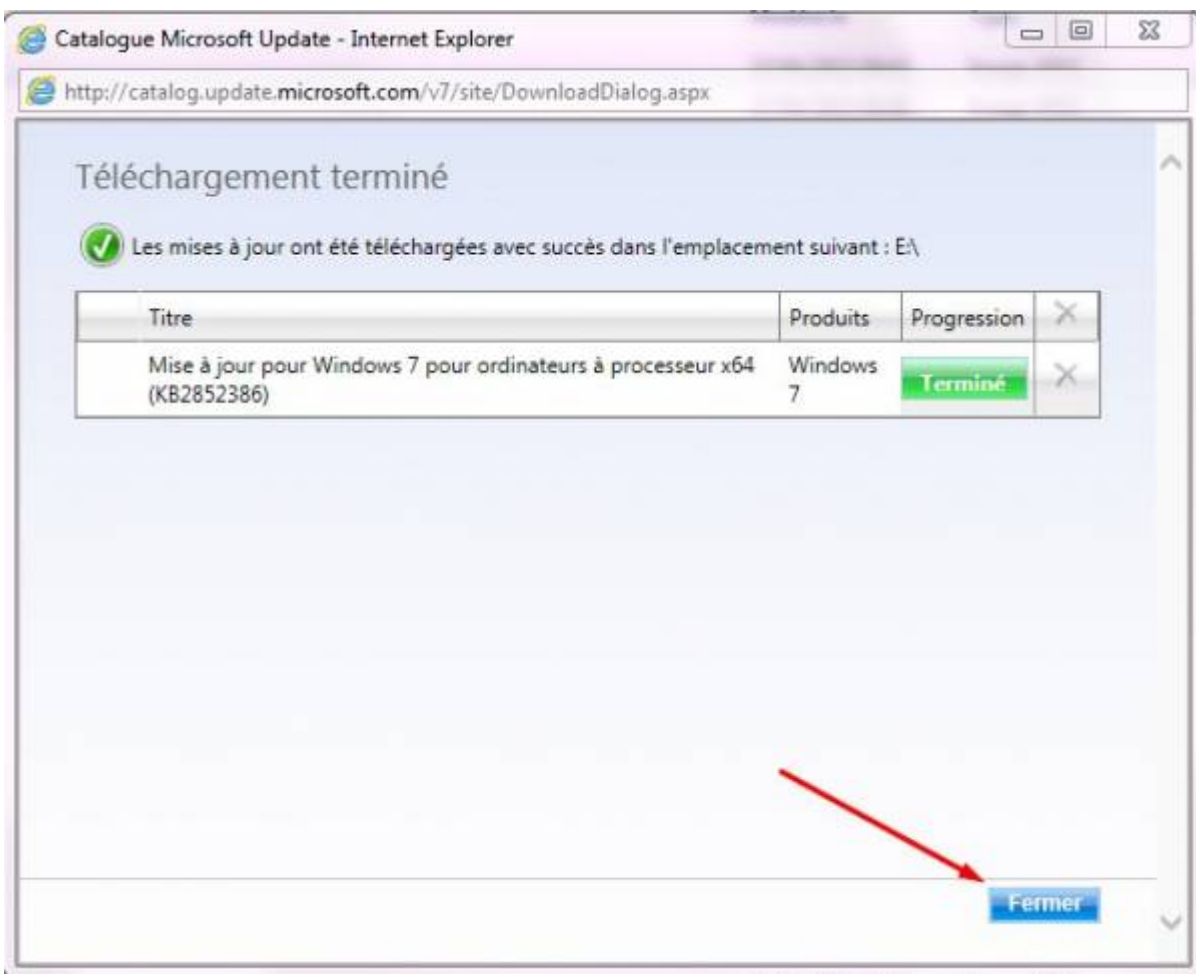 Catalogue Microsoft Update - Internet Explorer
http://catalog.update.microsoft.com/v7/site/DownloadDialog.aspx
Téléchargement terminé
Les mises à jour ont été téléchargées avec succès dans l'emplacement suivant : E:\
Titre Produits Progression
Mise à jour pour Windows 7 pour ordinateurs à processeur x64 Windows
(KB2852386) 7 Terminé
Fermer